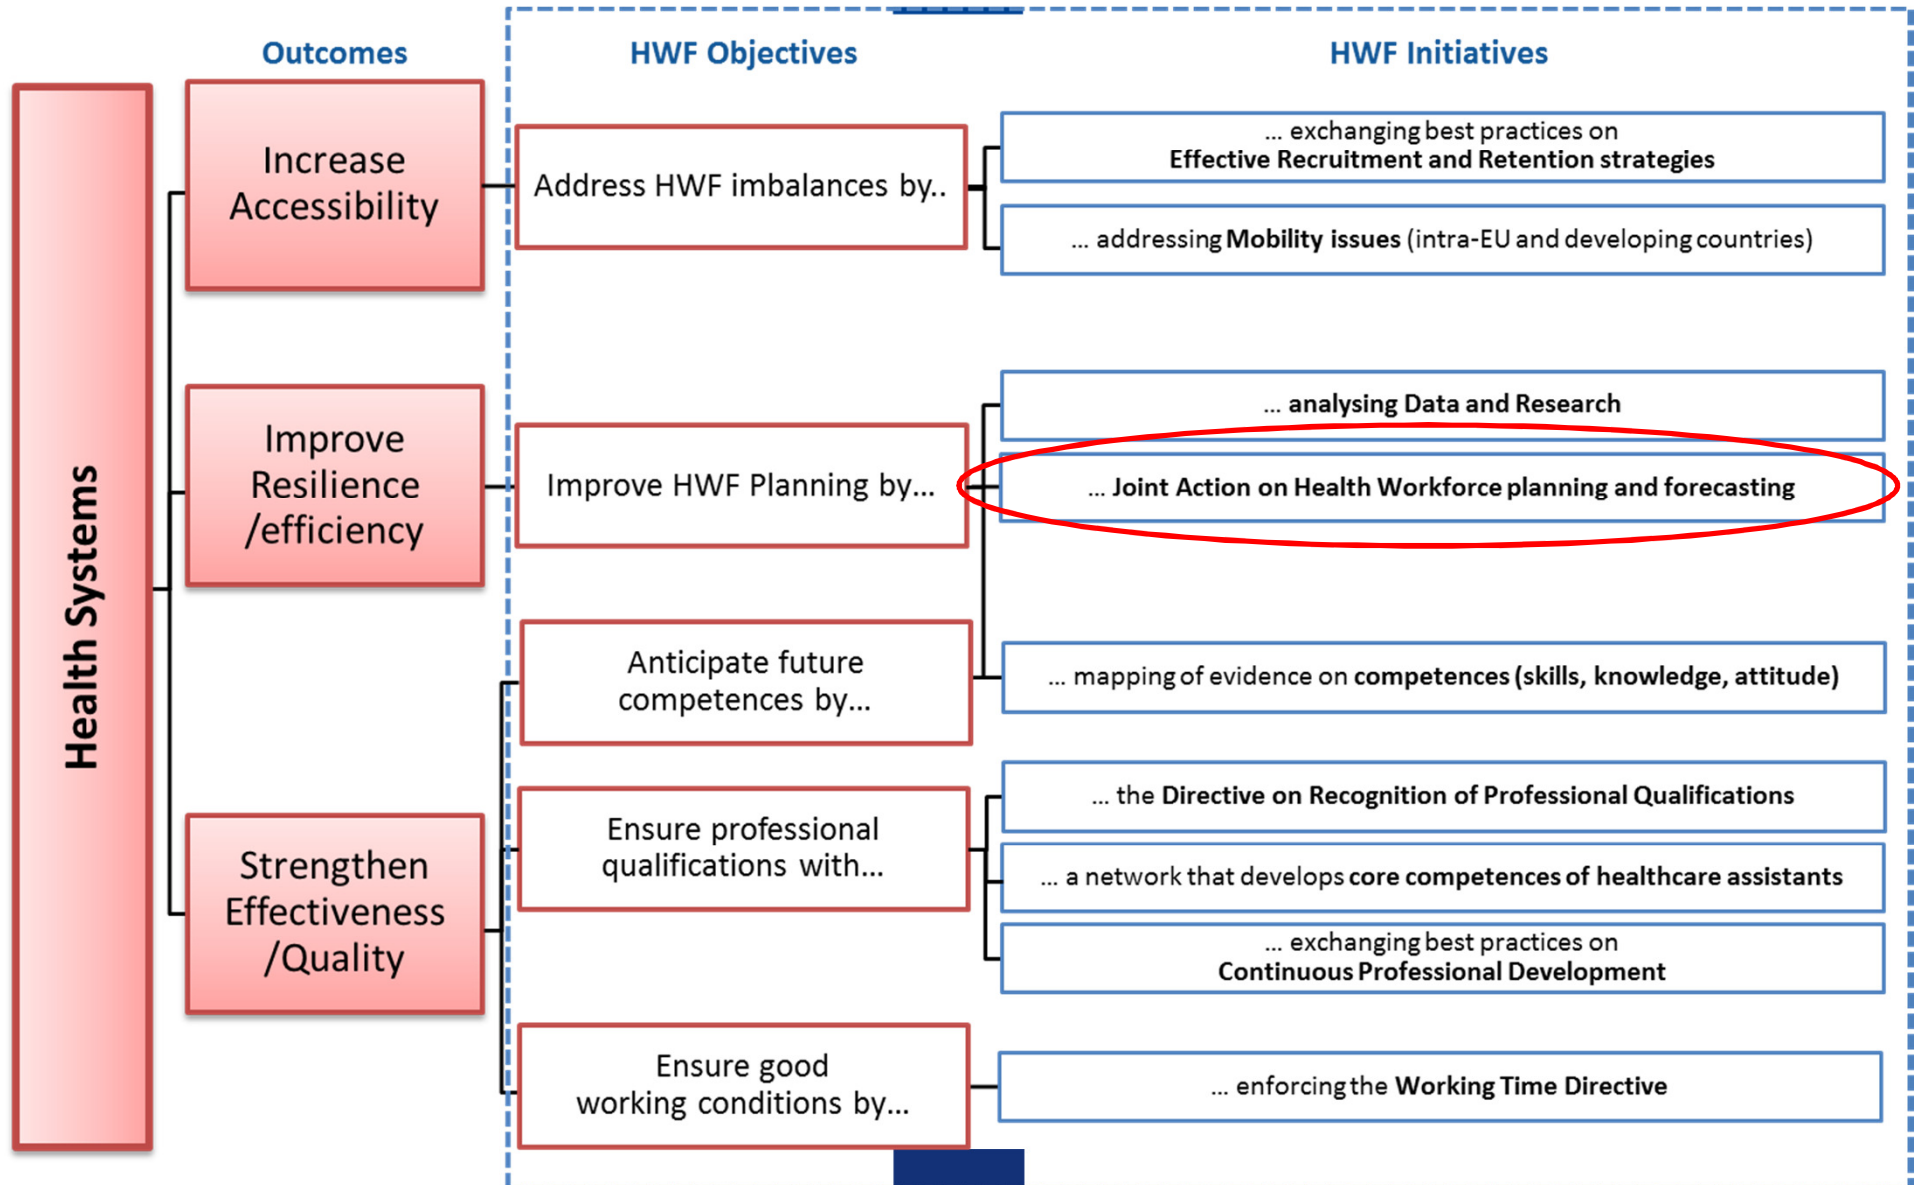 Outcomes
HWF Objectives
HWF Initiatives
Health Systems
Increase
Accessibility
Address HWF imbalances by..
... exchanging best practices on
Effective Recruitment and Retention strategies
... addressing Mobility issues (intra-EU and developing countries)
Improve
Resilience
/efficiency
Improve HWF Planning by...
... analysing Data and Research
... Joint Action on Health Workforce planning and forecasting
Anticipate future
competences by...
... mapping of evidence on competences (skills, knowledge, attitude)
Strengthen
Effectiveness
/Quality
Ensure professional
qualifications with...
... the Directive on Recognition of Professional Qualifications
... a network that develops core competences of healthcare assistants
... exchanging best practices on
Continuous Professional Development
Ensure good
working conditions by...
... enforcing the Working Time Directive